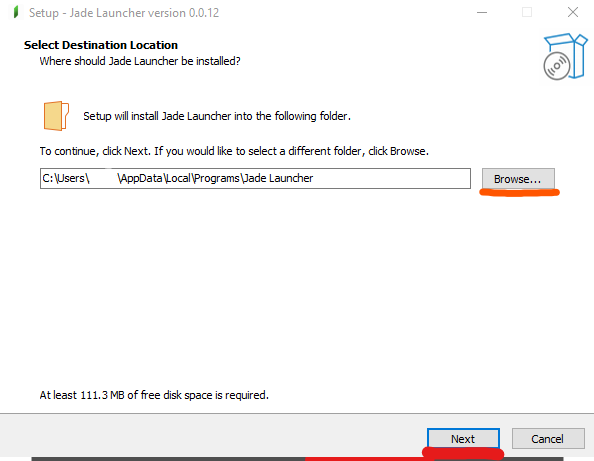 Setup - Jade Launcher version 0.0.12
Select Destination Location
Where should Jade Launcher be installed?
Setup will install Jade Launcher into the following folder.
To continue, click Next. If you would like to select a different folder, click Browse.
C:\Users\ \AppData\Local\Programs\Jade Launcher
Browse...
At least 111.3 MB of free disk space is required.
Next
Cancel